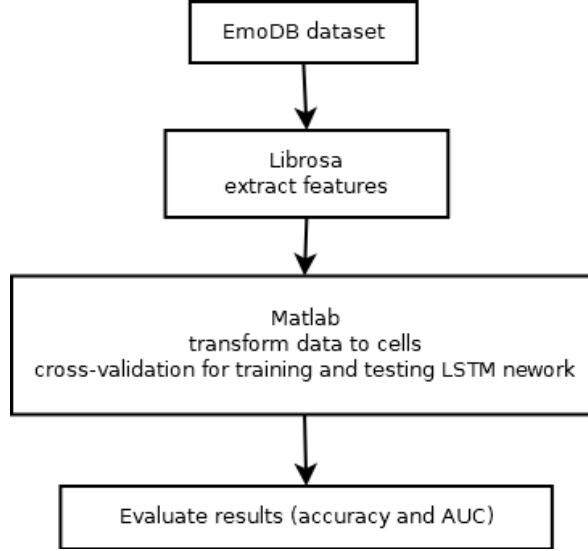 EmoDB dataset
Librosa
extract features
Matlab
transform data to cells
cross-validation for training and testing LSTM nework
Evaluate results (accuracy and AUC)